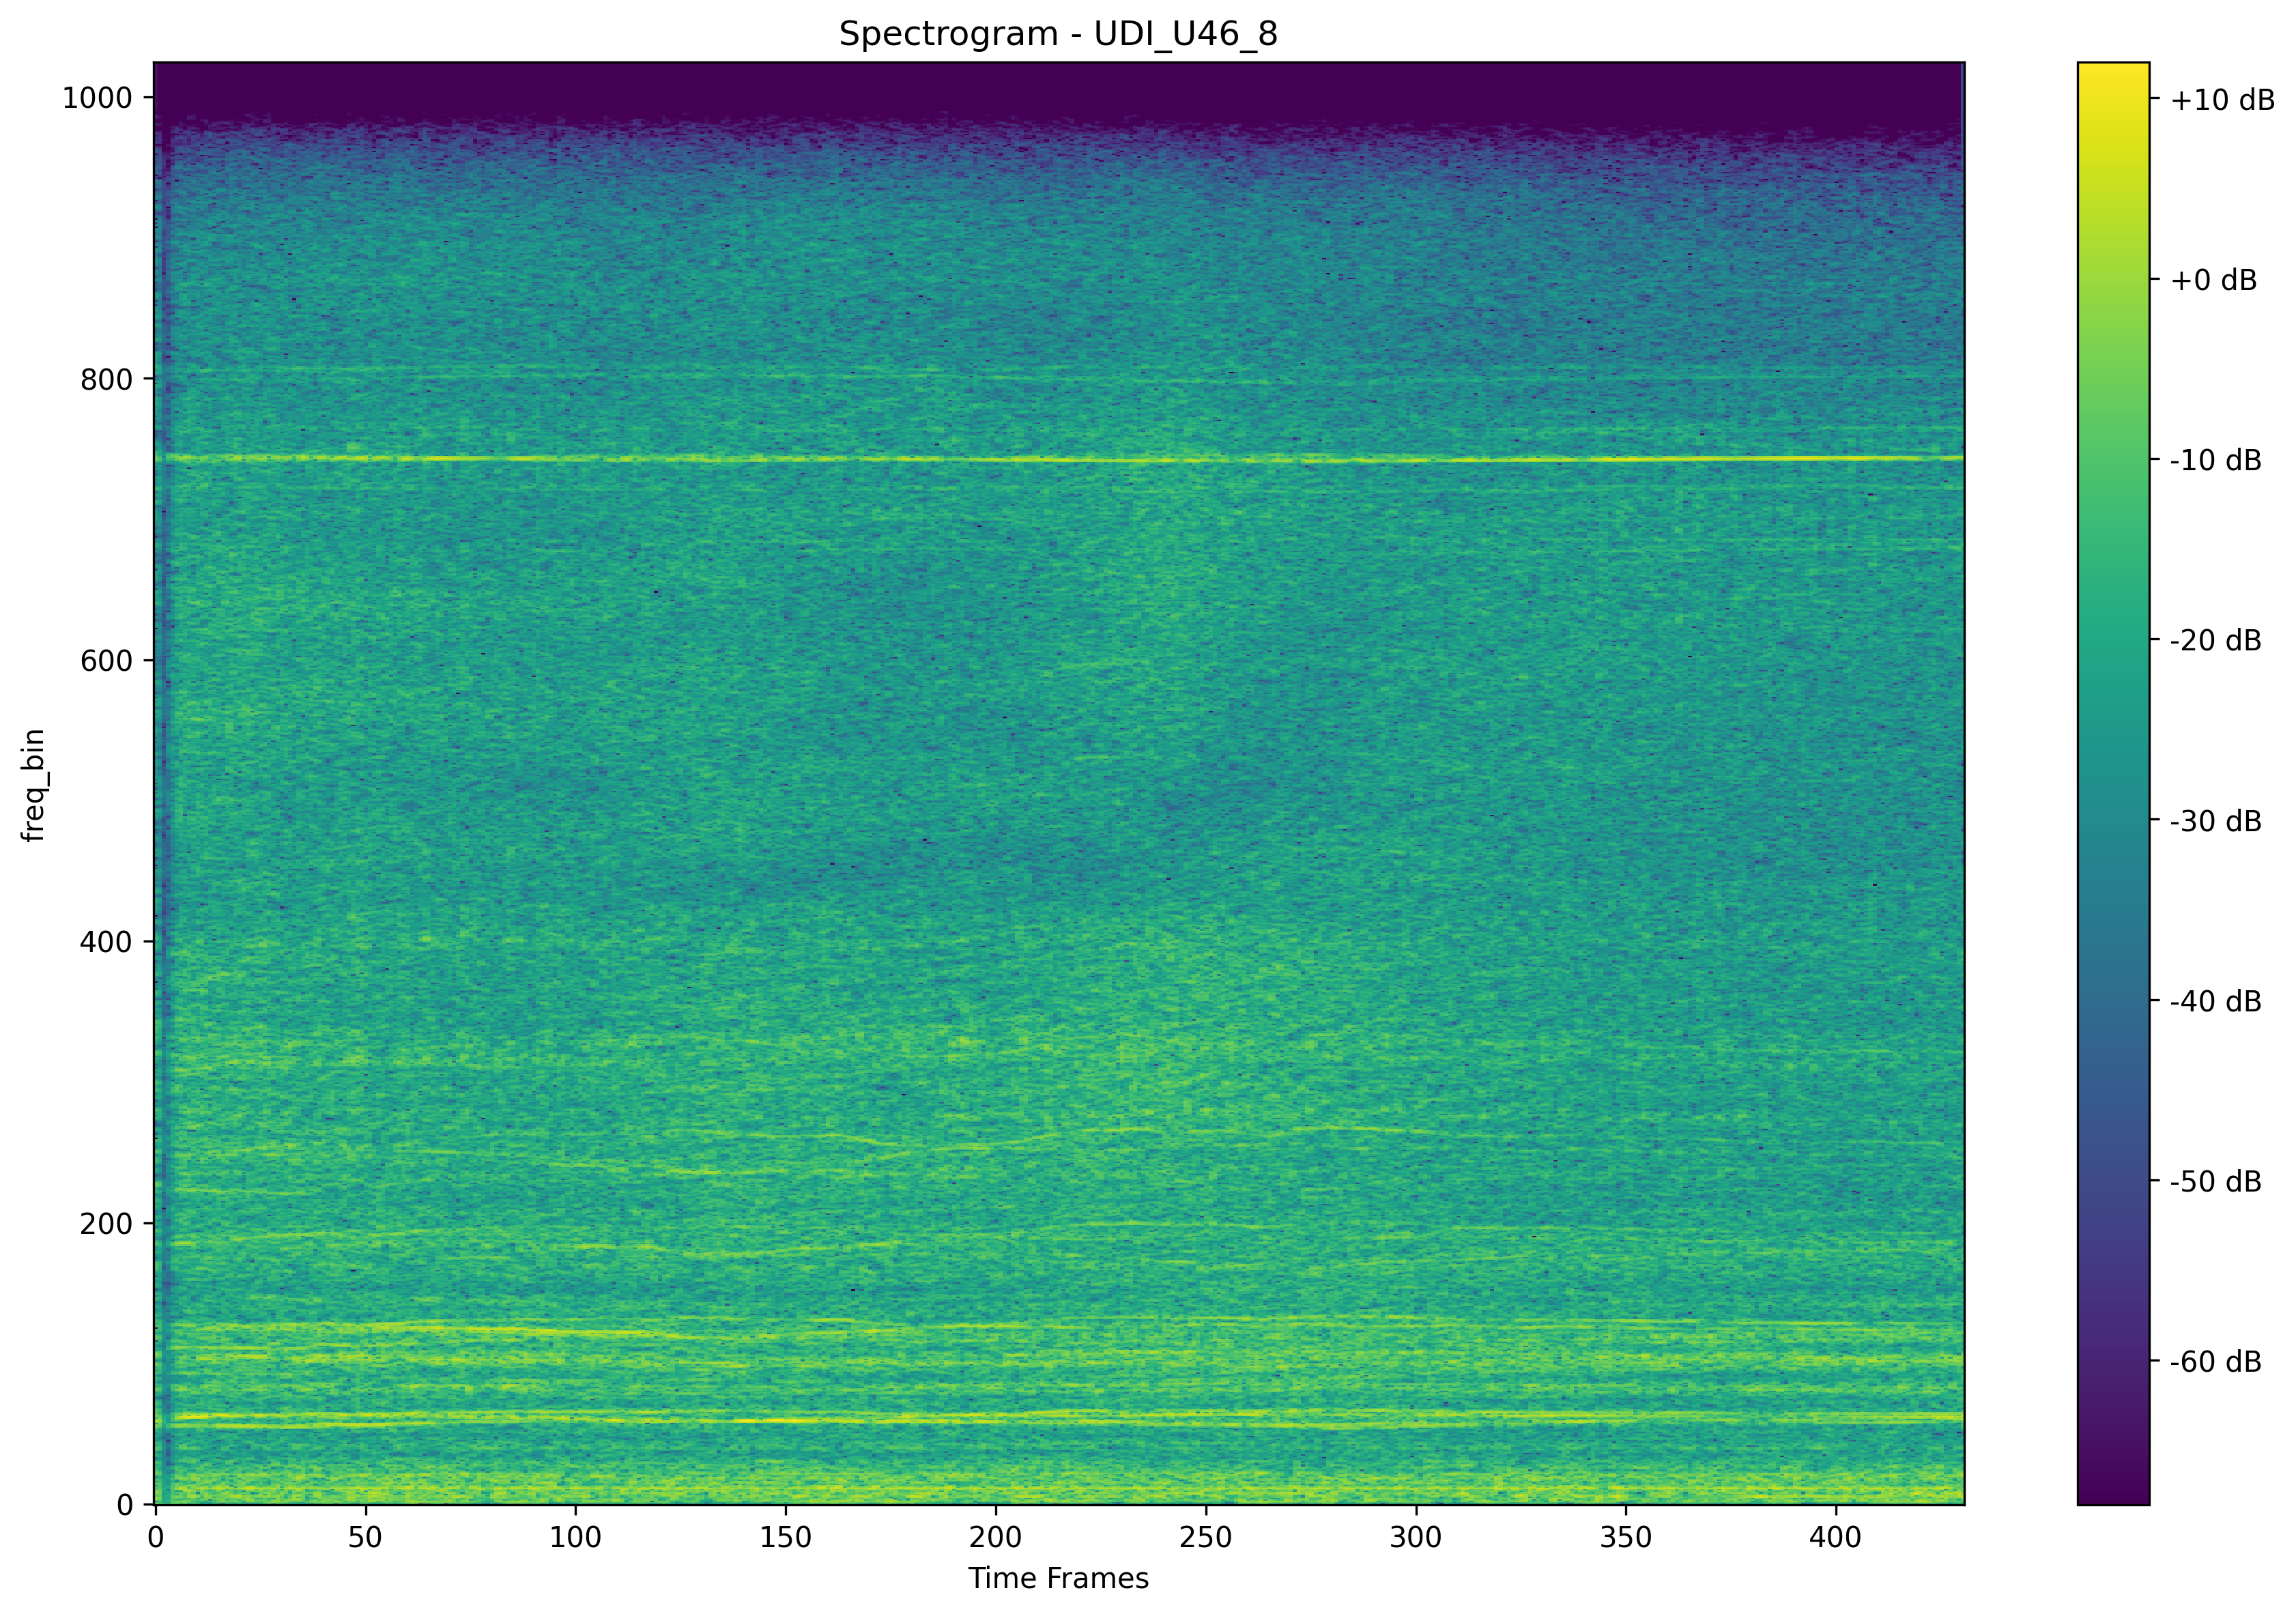 Spectrogram - UDI_U46_8
freq_bin
1000
800
600
400
200
0
0 50 100 150 200 250 300 350 400
Time Frames
+10 dB
+0 dB
-10 dB
-20 dB
-30 dB
-40 dB
-50 dB
-60 dB